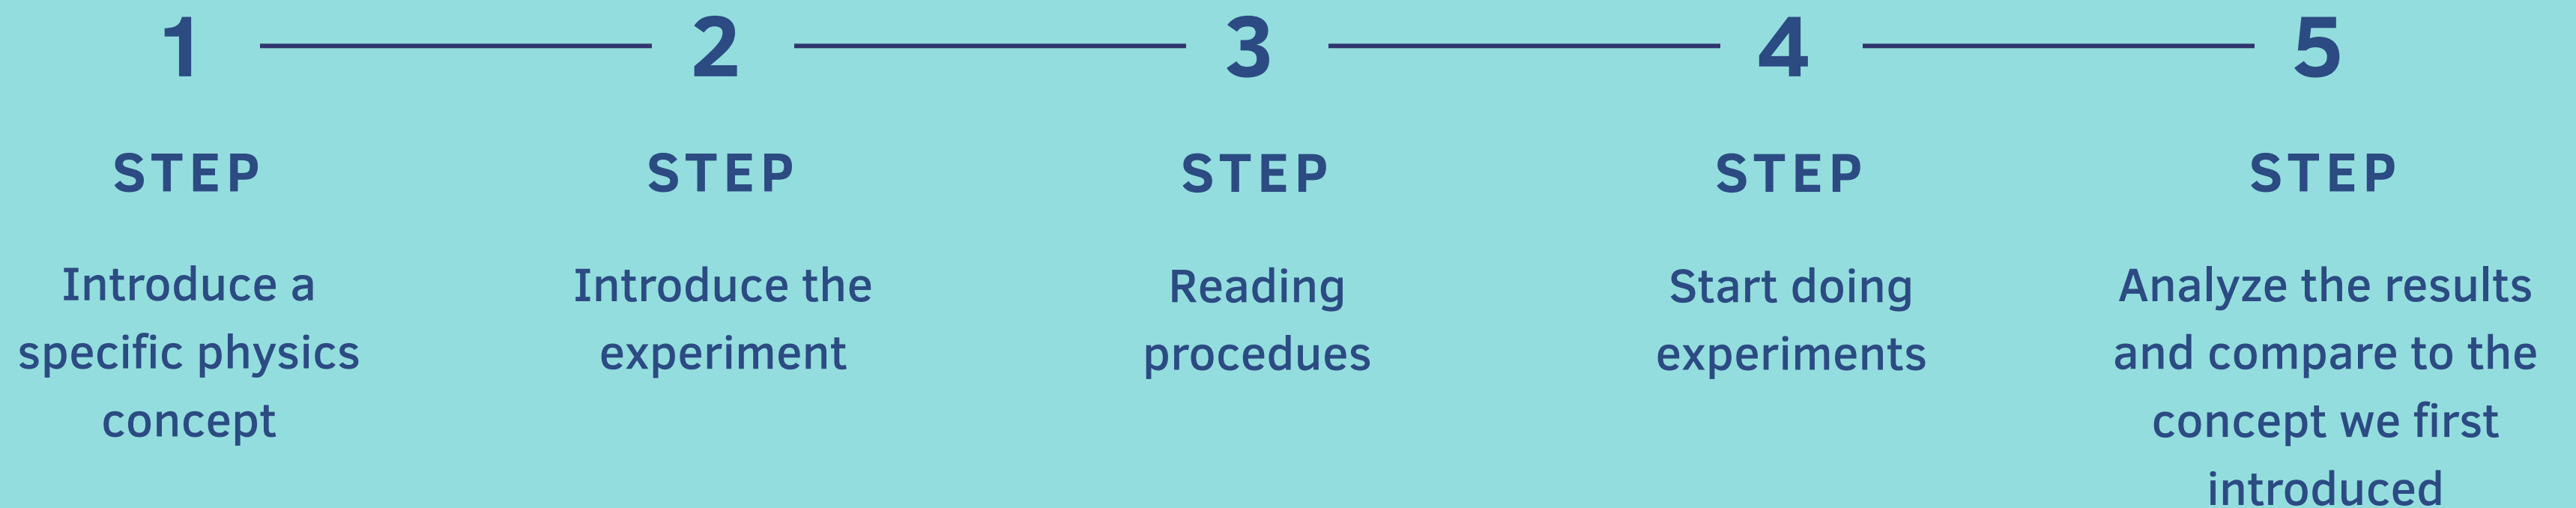 1
STEP
Introduce a
specific physics
concept
2
STEP
Introduce the
experiment
3
STEP
Reading
procedues
4
STEP
Start doing
experiments
5
STEP
Analyze the results
and compare to the
concept we first
introduced